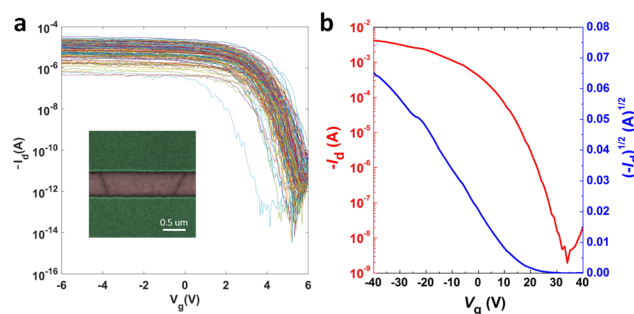 a
b
10⁻⁴
10⁻⁶
10⁻⁸
10⁻¹⁰
10⁻¹²
10⁻¹⁴
10⁻¹⁶
- I_d (A)
0.5 um
-6 -4 -2 0 2 4 6
V_g(V)
10⁻²
10⁻³
10⁻⁴
10⁻⁵
10⁻⁶
10⁻⁷
10⁻⁸
10⁻⁹
-I_d (A)
0.08
0.07
0.06
0.05
0.04
0.03
0.02
0.01
0.00
(-I_d)^1/2 (A)^1/2
-40 -30 -20 -10 0 10 20 30 40
V_g (V)